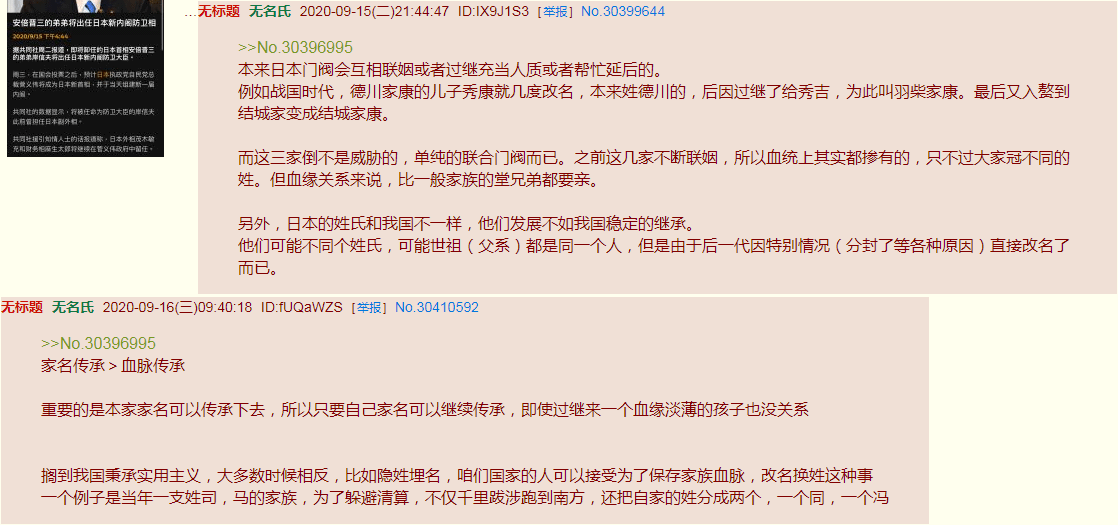 安倍晋三的弟弟将出任日本新内阁防卫相
2020/9/15 下午4:44
据共同社周二报道，即将卸任的日本首相安倍晋三
的弟弟岸信夫将出任日本新内阁防卫大臣。
周三，在国会投票之后，预计日本执政党自民党总
裁菅义伟将成为日本新首相，并于当天组建新一届
内阁。
共同社的数据显示，将被任命为防卫大臣的岸信夫
此前曾担任日本副外相。
共同社援引知情人士的话报道称，日本外相茂木敏
充和财务相麻生太郎将继续在菅义伟政府中留任。
…无标题 无名氏 2020-09-15(二)21:44:47 ID:IX9J1S3 [举报] No.30399644
>>No.30396995
本来日本门阀会互相联姻或者过继充当人质或者帮忙延后的。
例如战国时代，德川家康的儿子秀康就几度改名，本来姓德川的，后因过继了给秀吉，为此叫羽柴家康。最后又入赘到
结城家变成结城家康。
而这三家倒不是威胁的，单纯的联合门阀而已。之前这几家不断联姻，所以血统上其实都掺有的，只不过大家冠不同的
姓。但血缘关系来说，比一般家族的堂兄弟都要亲。
另外，日本的姓氏和我国不一样，他们发展不如我国稳定的继承。
他们可能不同个姓氏，可能世祖（父系）都是同一个人，但是由于后一代因特别情况（分封了等各种原因）直接改名了
而已。
无标题 无名氏 2020-09-16(三)09:40:18 ID:fUQaWZS [举报] No.30410592
>>No.30396995
家名传承＞血脉传承
重要的是本家家名可以传承下去，所以只要自己家名可以继续传承，即使过继来一个血缘淡薄的孩子也没关系
搁到我国秉承实用主义，大多数时候相反，比如隐姓埋名，咱们国家的人可以接受为了保存家族血脉，改名换姓这种事
一个例子是当年一支姓司，马的家族，为了躲避清算，不仅千里跋涉跑到南方，还把自家的姓分成两个，一个同，一个冯